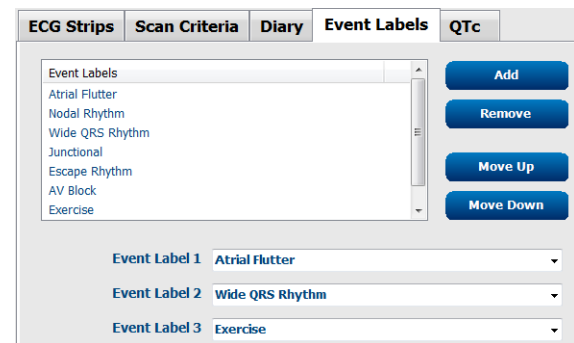 ECG Strips Scan Criteria Diary Event Labels QTc
Event Labels
Atrial Flutter
Nodal Rhythm
Wide QRS Rhythm
Junctional
Escape Rhythm
AV Block
Exercise
Add
Remove
Move Up
Move Down
Event Label 1 Atrial Flutter
Event Label 2 Wide QRS Rhythm
Event Label 3 Exercise